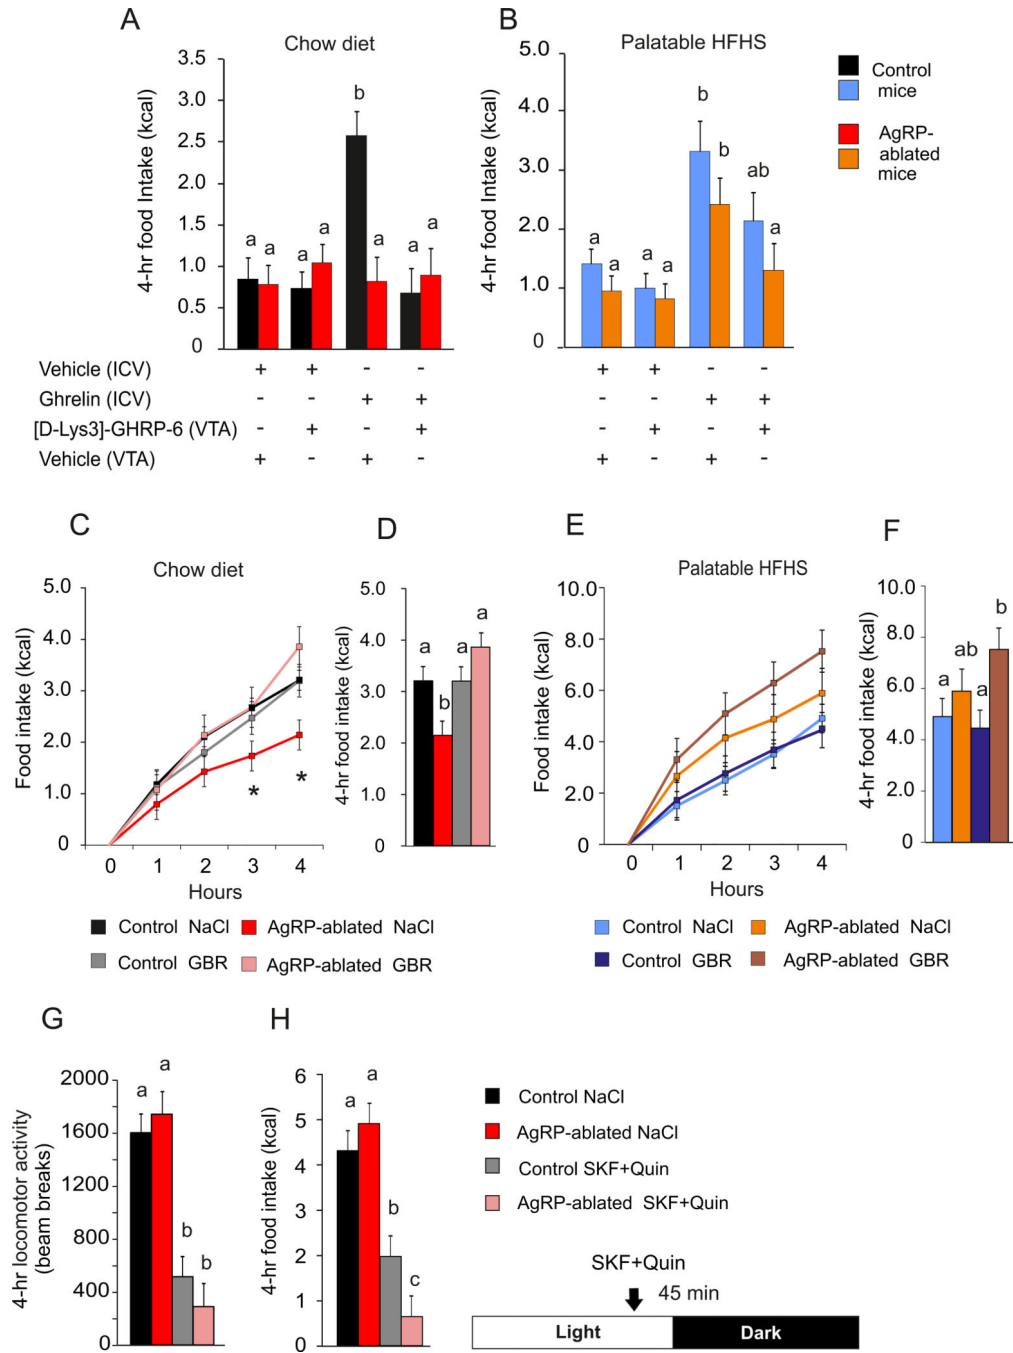 A
Chow diet
4-hr food Intake (kcal)
3.5
3.0
2.5
2.0
1.5
1.0
0.5
0
a a a a b a a a
B
Palatable HFHS
4-hr food intake (kcal)
5.0
4.0
3.0
2.0
1.0
0
a a a a b b ab a
Control
mice
AgRP-
ablated
mice
Vehicle (ICV) + + - - + + - -
Ghrelin (ICV) - - + + - - + +
[D-Lys3]-GHRP-6 (VTA) - + - + - + - +
Vehicle (VTA) + - + - + - + -
C
Chow diet
Food intake (kcal)
5.0
4.0
3.0
2.0
1.0
0
* *
0 1 2 3 4
Hours
D
4-hr food intake (kcal)
5.0
4.0
3.0
2.0
1.0
0
a b a a
Control NaCl AgRP-ablated NaCl
Control GBR AgRP-ablated GBR
E
Palatable HFHS
Food intake (kcal)
10.0
8.0
6.0
4.0
2.0
0
0 1 2 3 4
Hours
F
4-hr food intake (kcal)
10.0
8.0
6.0
4.0
2.0
0
a ab a b
Control NaCl AgRP-ablated NaCl
Control GBR AgRP-ablated GBR
G
4-hr locomotor activity
(beam breaks)
2000
1600
1200
800
400
0
a a b b
H
4-hr food intake (kcal)
6
5
4
3
2
1
0
a a b c
Control NaCl
AgRP-ablated NaCl
Control SKF+Quin
AgRP-ablated SKF+Quin
SKF+Quin
45 min
Light Dark